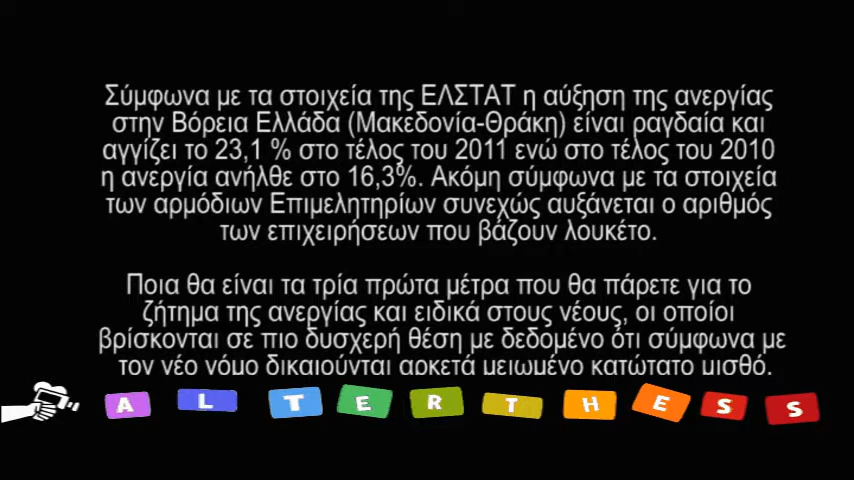 Σύμφωνα με τα στοιχεία της ΕΛΣΤΑΤ η αύξηση της ανεργίας
στην Βόρεια Ελλάδα (Μακεδονία-Θράκη) είναι ραγδαία και
αγγίζει το 23,1 % στο τέλος του 2011 ενώ στο τέλος του 2010
η ανεργία ανήλθε στο 16,3%. Ακόμη σύμφωνα με τα στοιχεία
των αρμόδιων Επιμελητηρίων συνεχώς αυξάνεται ο αριθμός
των επιχειρήσεων που βάζουν λουκέτο.
Ποια θα είναι τα τρία πρώτα μέτρα που θα πάρετε για το
ζήτημα της ανεργίας και ειδικά στους νέους, οι οποίοι
βρίσκονται σε πιο δυσχερή θέση με δεδομένο ότι σύμφωνα με
τον νέο νόμο δικαιούνται αρκετά μειωμένο κατώτατο μισθό.
ALTERTHESS